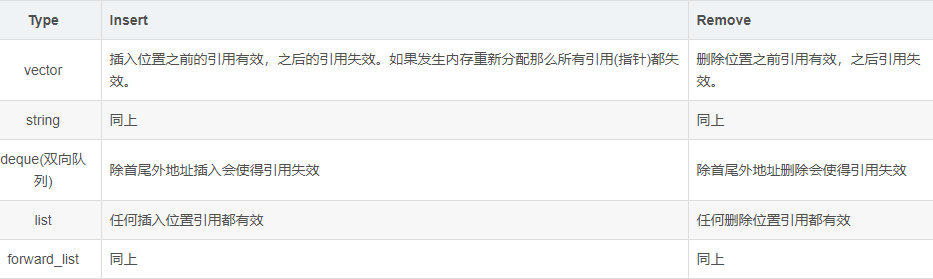 Type Insert Remove
vector 插入位置之前的引用有效，之后的引用失效。如果发生内存重新分配那么所有引用(指针)都失 删除位置之前引用有效，之后引用失
效。 效。
string 同上 同上
deque(双向队 除首尾外地址插入会使得引用失效 除首尾外地址删除会使得引用失效
列)
list 任何插入位置引用都有效 任何删除位置引用都有效
forward_list 同上 同上